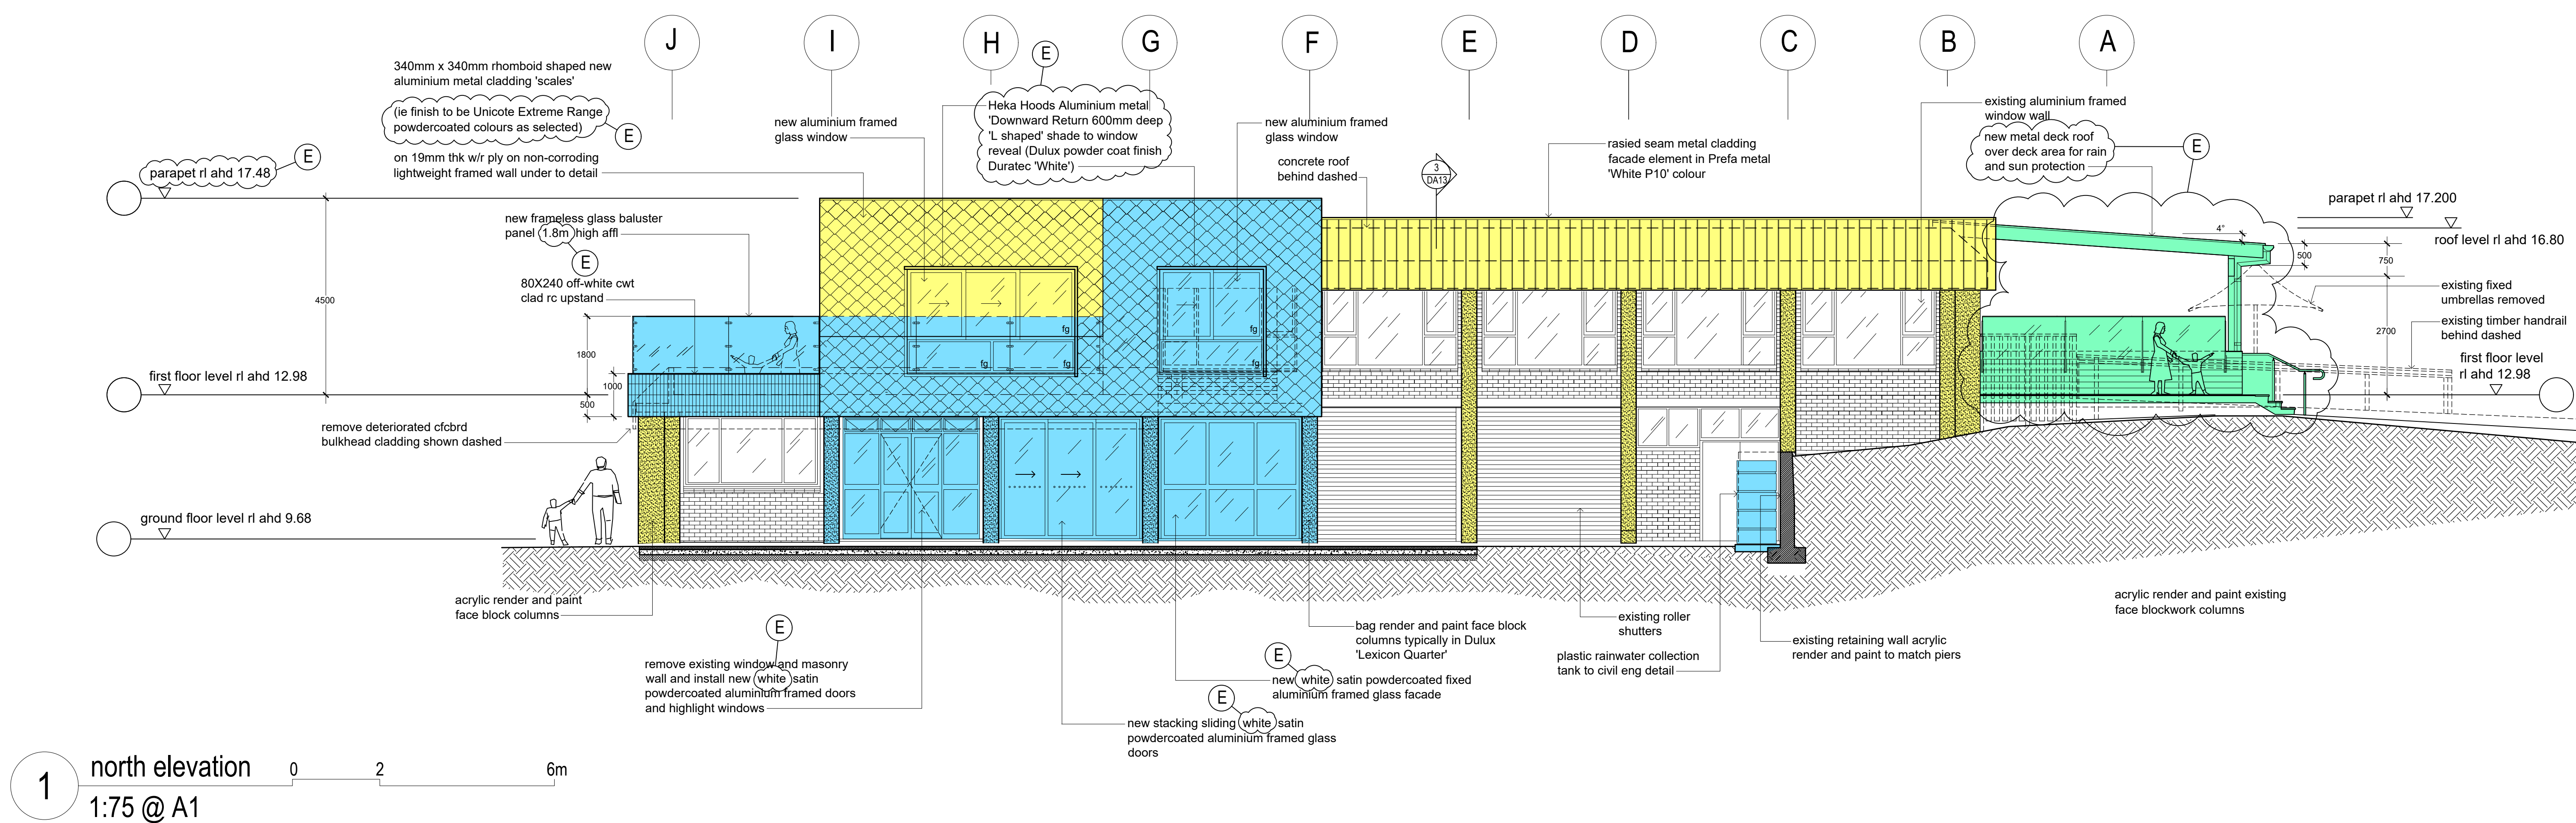 J
I
H
G
F
E
D
C
B
A
340mm x 340mm rhomboid shaped new
aluminium metal cladding 'scales'
(ie finish to be Unicote Extreme Range
powdercoated colours as selected)
E
on 19mm thk w/r ply on non-corroding
lightweight framed wall under to detail
E
parapet rl ahd 17.48
new aluminium framed
glass window
E
Heka Hoods Aluminium metal
'Downward Return 600mm deep
'L shaped' shade to window
reveal (Dulux powder coat finish
Duratec 'White')
new aluminium framed
glass window
concrete roof
behind dashed
3
DA13
rasied seam metal cladding
facade element in Prefa metal
'White P10' colour
existing aluminium framed
window wall
new metal deck roof
over deck area for rain
and sun protection
E
parapet rl ahd 17.200
roof level rl ahd 16.80
4°
500
750
2700
existing fixed
umbrellas removed
existing timber handrail
behind dashed
first floor level
rl ahd 12.98
new frameless glass baluster
panel 1.8m high affl
E
80X240 off-white cwt
clad rc upstand
4500
1800
1000
500
first floor level rl ahd 12.98
fg
fg
fg
fg
remove deteriorated cfcbrd
bulkhead cladding shown dashed
ground floor level rl ahd 9.68
acrylic render and paint
face block columns
E
remove existing window and masonry
wall and install new white satin
powdercoated aluminium framed doors
and highlight windows
bag render and paint face block
columns typically in Dulux
'Lexicon Quarter'
E
new white satin powdercoated fixed
aluminium framed glass facade
E
new stacking sliding white satin
powdercoated aluminium framed glass
doors
existing roller
shutters
plastic rainwater collection
tank to civil eng detail
existing retaining wall acrylic
render and paint to match piers
acrylic render and paint existing
face blockwork columns
1
north elevation
0 2 6m
1:75 @ A1